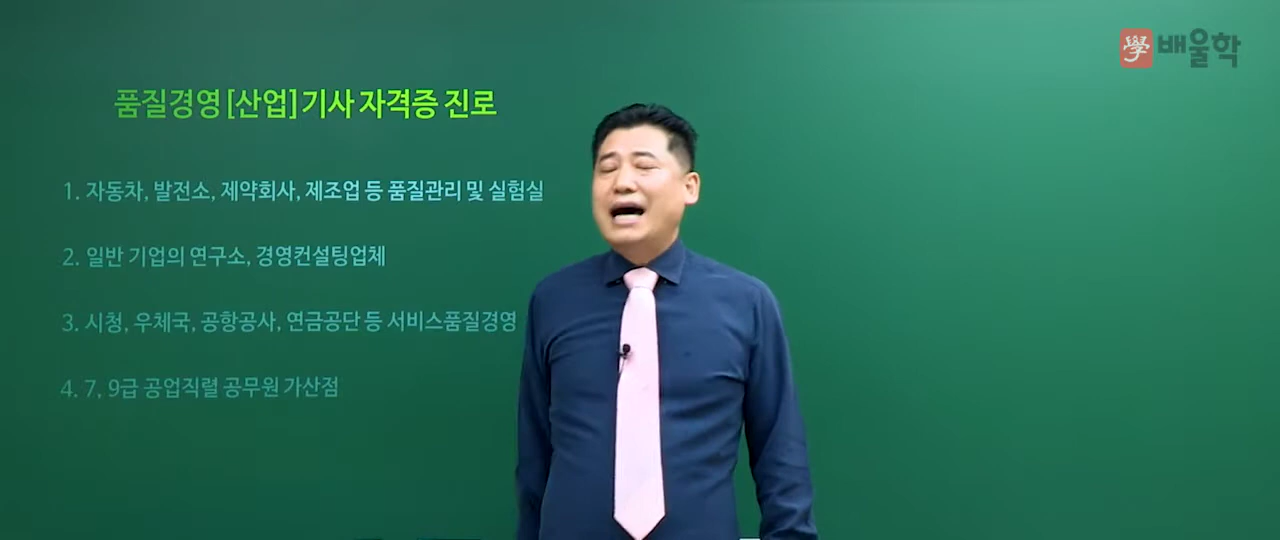 學 배울학
품질경영 [산업] 기사 자격증 진로
1. 자동차, 발전소, 제약회사, 제조업 등 품질관리 및 실험실
2. 일반 기업의 연구소, 경영컨설팅업체
3. 시청, 우체국, 공항공사, 연금공단 등 서비스품질경영
4. 7, 9급 공업직렬 공무원 가산점